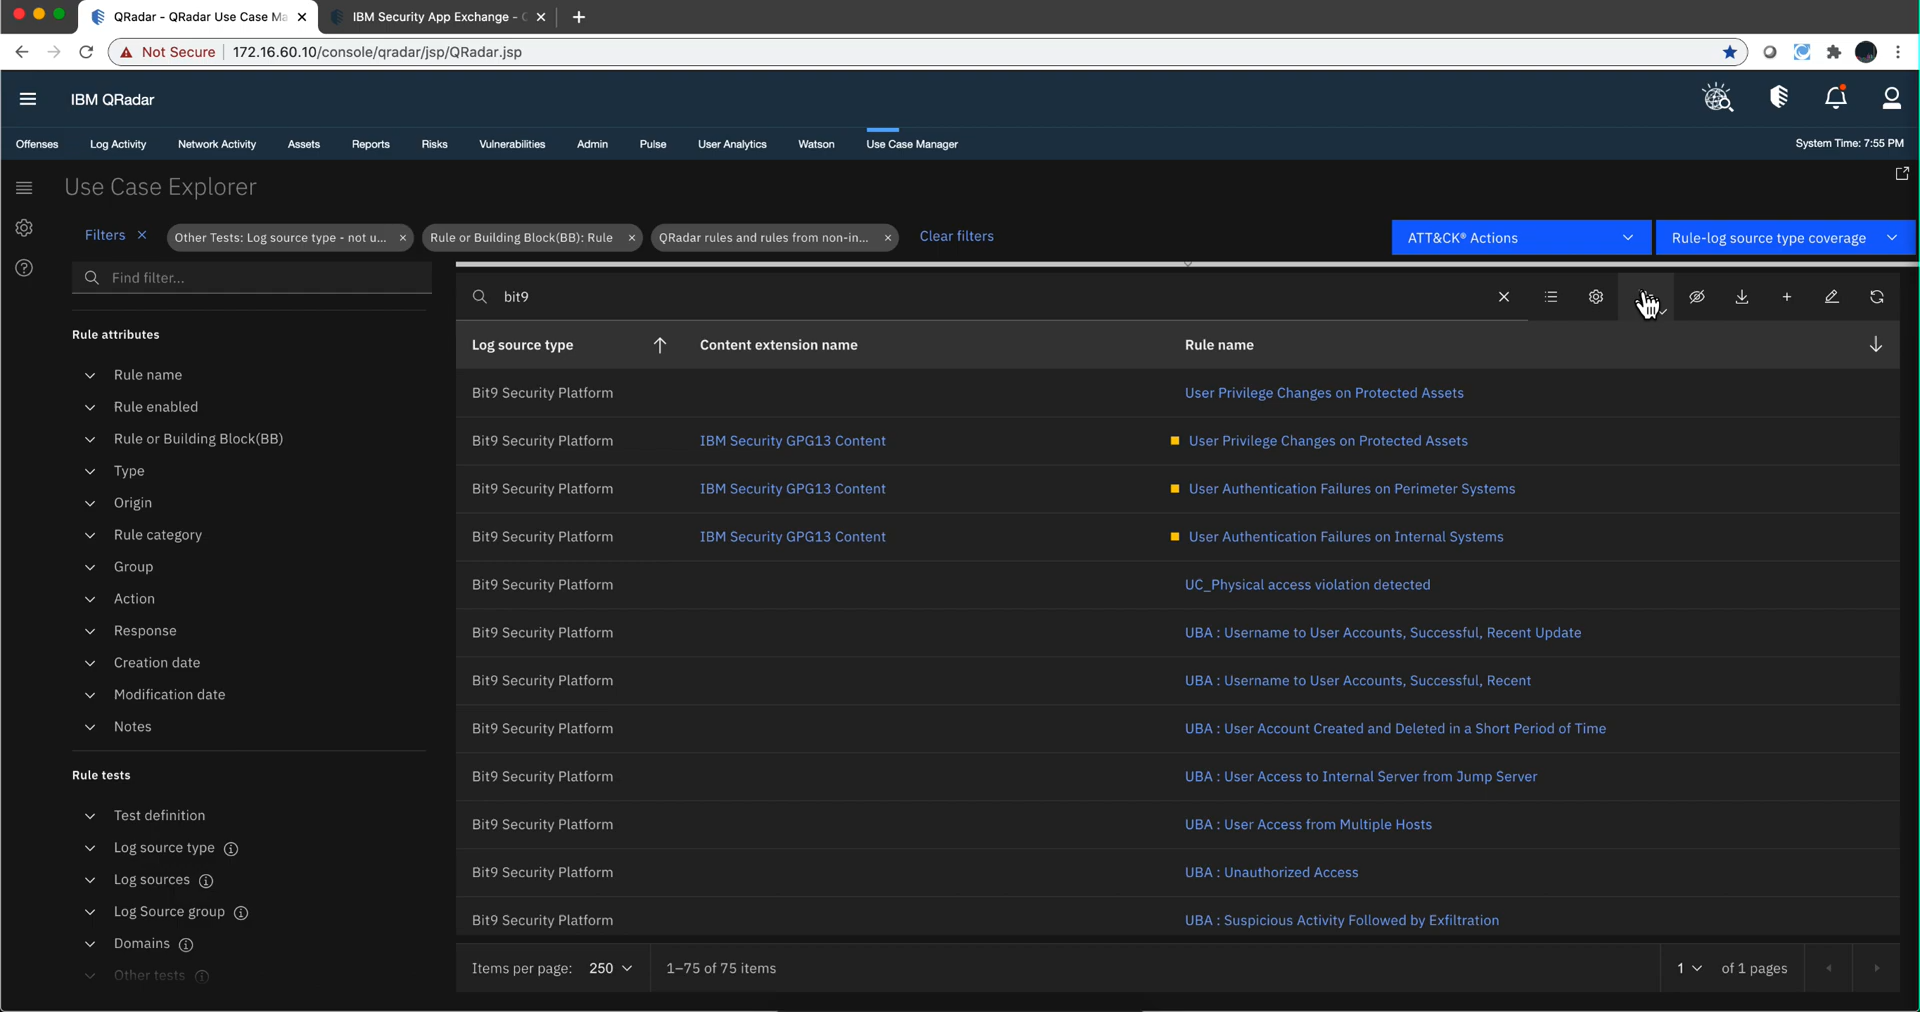 QRadar - QRadar Use Case Ma
IBM Security App Exchange - C
Not Secure
172.16.60.10/console/qradar/jsp/QRadar.jsp
IBM QRadar
Offenses
Log Activity
Network Activity
Assets
Reports
Risks
Vulnerabilities
Admin
Pulse
User Analytics
Watson
Use Case Manager
System Time: 7:55 PM
Use Case Explorer
Filters
Other Tests: Log source type - not u...
Rule or Building Block(BB): Rule
QRadar rules and rules from non-in...
Clear filters
ATT&CK® Actions
Rule-log source type coverage
Find filter...
Rule attributes
Rule name
Rule enabled
Rule or Building Block(BB)
Type
Origin
Rule category
Group
Action
Response
Creation date
Modification date
Notes
Rule tests
Test definition
Log source type
Log sources
Log Source group
Domains
Other tests
bit9
Log source type Content extension name Rule name
Bit9 Security Platform User Privilege Changes on Protected Assets
Bit9 Security Platform IBM Security GPG13 Content User Privilege Changes on Protected Assets
Bit9 Security Platform IBM Security GPG13 Content User Authentication Failures on Perimeter Systems
Bit9 Security Platform IBM Security GPG13 Content User Authentication Failures on Internal Systems
Bit9 Security Platform UC_Physical access violation detected
Bit9 Security Platform UBA : Username to User Accounts, Successful, Recent Update
Bit9 Security Platform UBA : Username to User Accounts, Successful, Recent
Bit9 Security Platform UBA : User Account Created and Deleted in a Short Period of Time
Bit9 Security Platform UBA : User Access to Internal Server from Jump Server
Bit9 Security Platform UBA : User Access from Multiple Hosts
Bit9 Security Platform UBA : Unauthorized Access
Bit9 Security Platform UBA : Suspicious Activity Followed by Exfiltration
Items per page: 250 1–75 of 75 items 1 of 1 pages